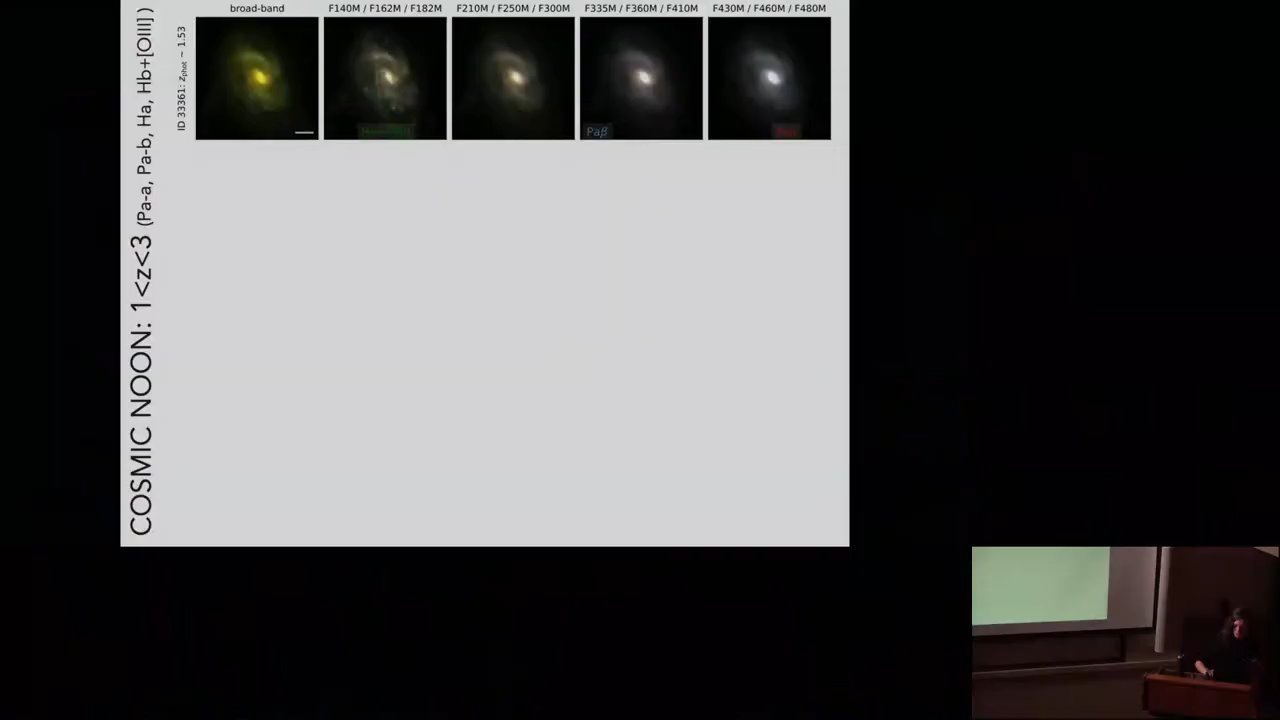 broad-band
F140M / F162M / F182M
F210M / F250M / F300M
F335M / F360M / F410M
F430M / F460M / F480M
COSMIC NOON: 1<z<3 (Pa-a, Pa-b, Ha, Hb+[OIII] )
ID 33361: zphot ~ 1.53
Paβ